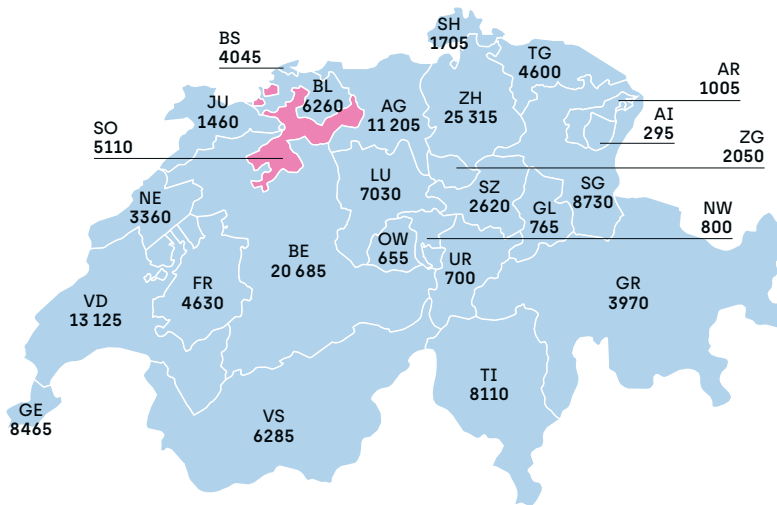 SH
1705
BS
4045
TG
4600
BL
6260
AR
1005
JU
1460
AG
11 205
ZH
25 315
AI
295
SO
5110
ZG
2050
LU
7030
SZ
2620
SG
8730
NE
3360
GL
765
NW
800
OW
655
BE
20 685
UR
700
FR
4630
GR
3970
VD
13 125
TI
8110
GE
8465
VS
6285